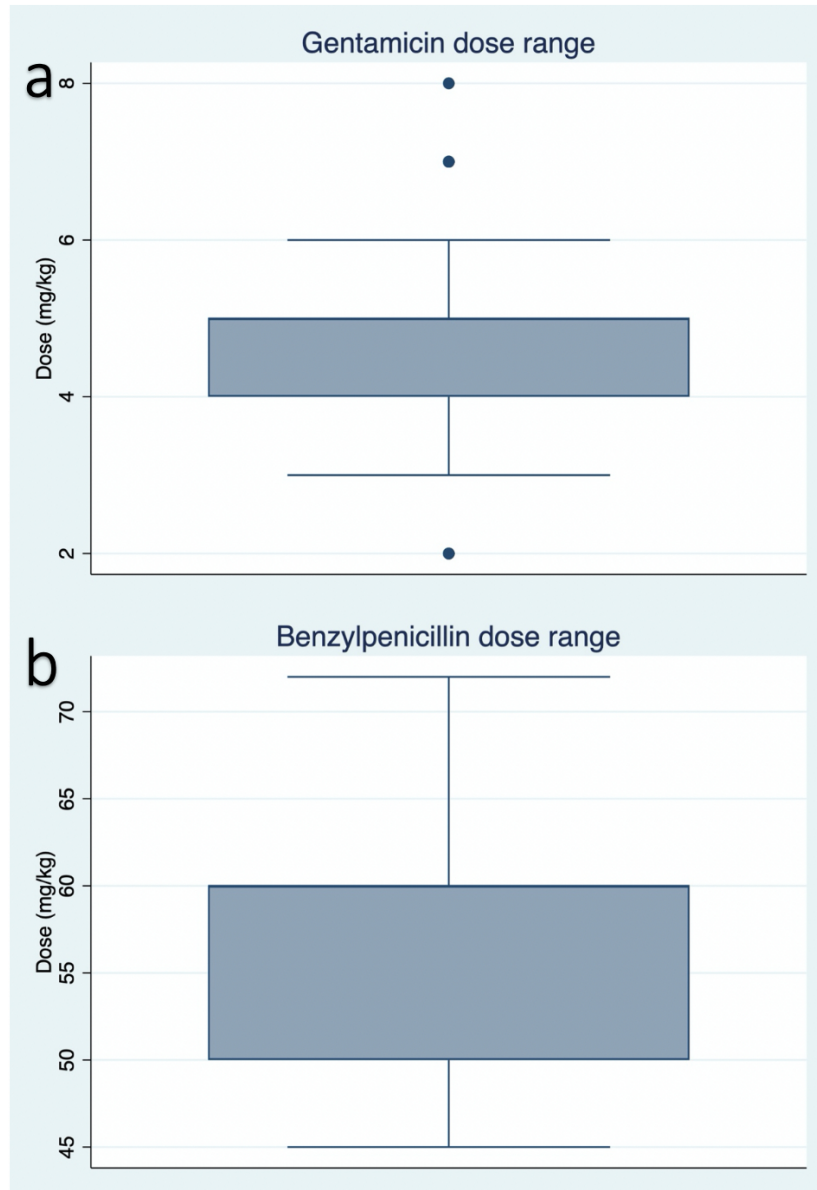 a
Gentamicin dose range
Dose (mg/kg)
8
6
4
2
b
Benzylpenicillin dose range
Dose (mg/kg)
70
65
60
55
50
45